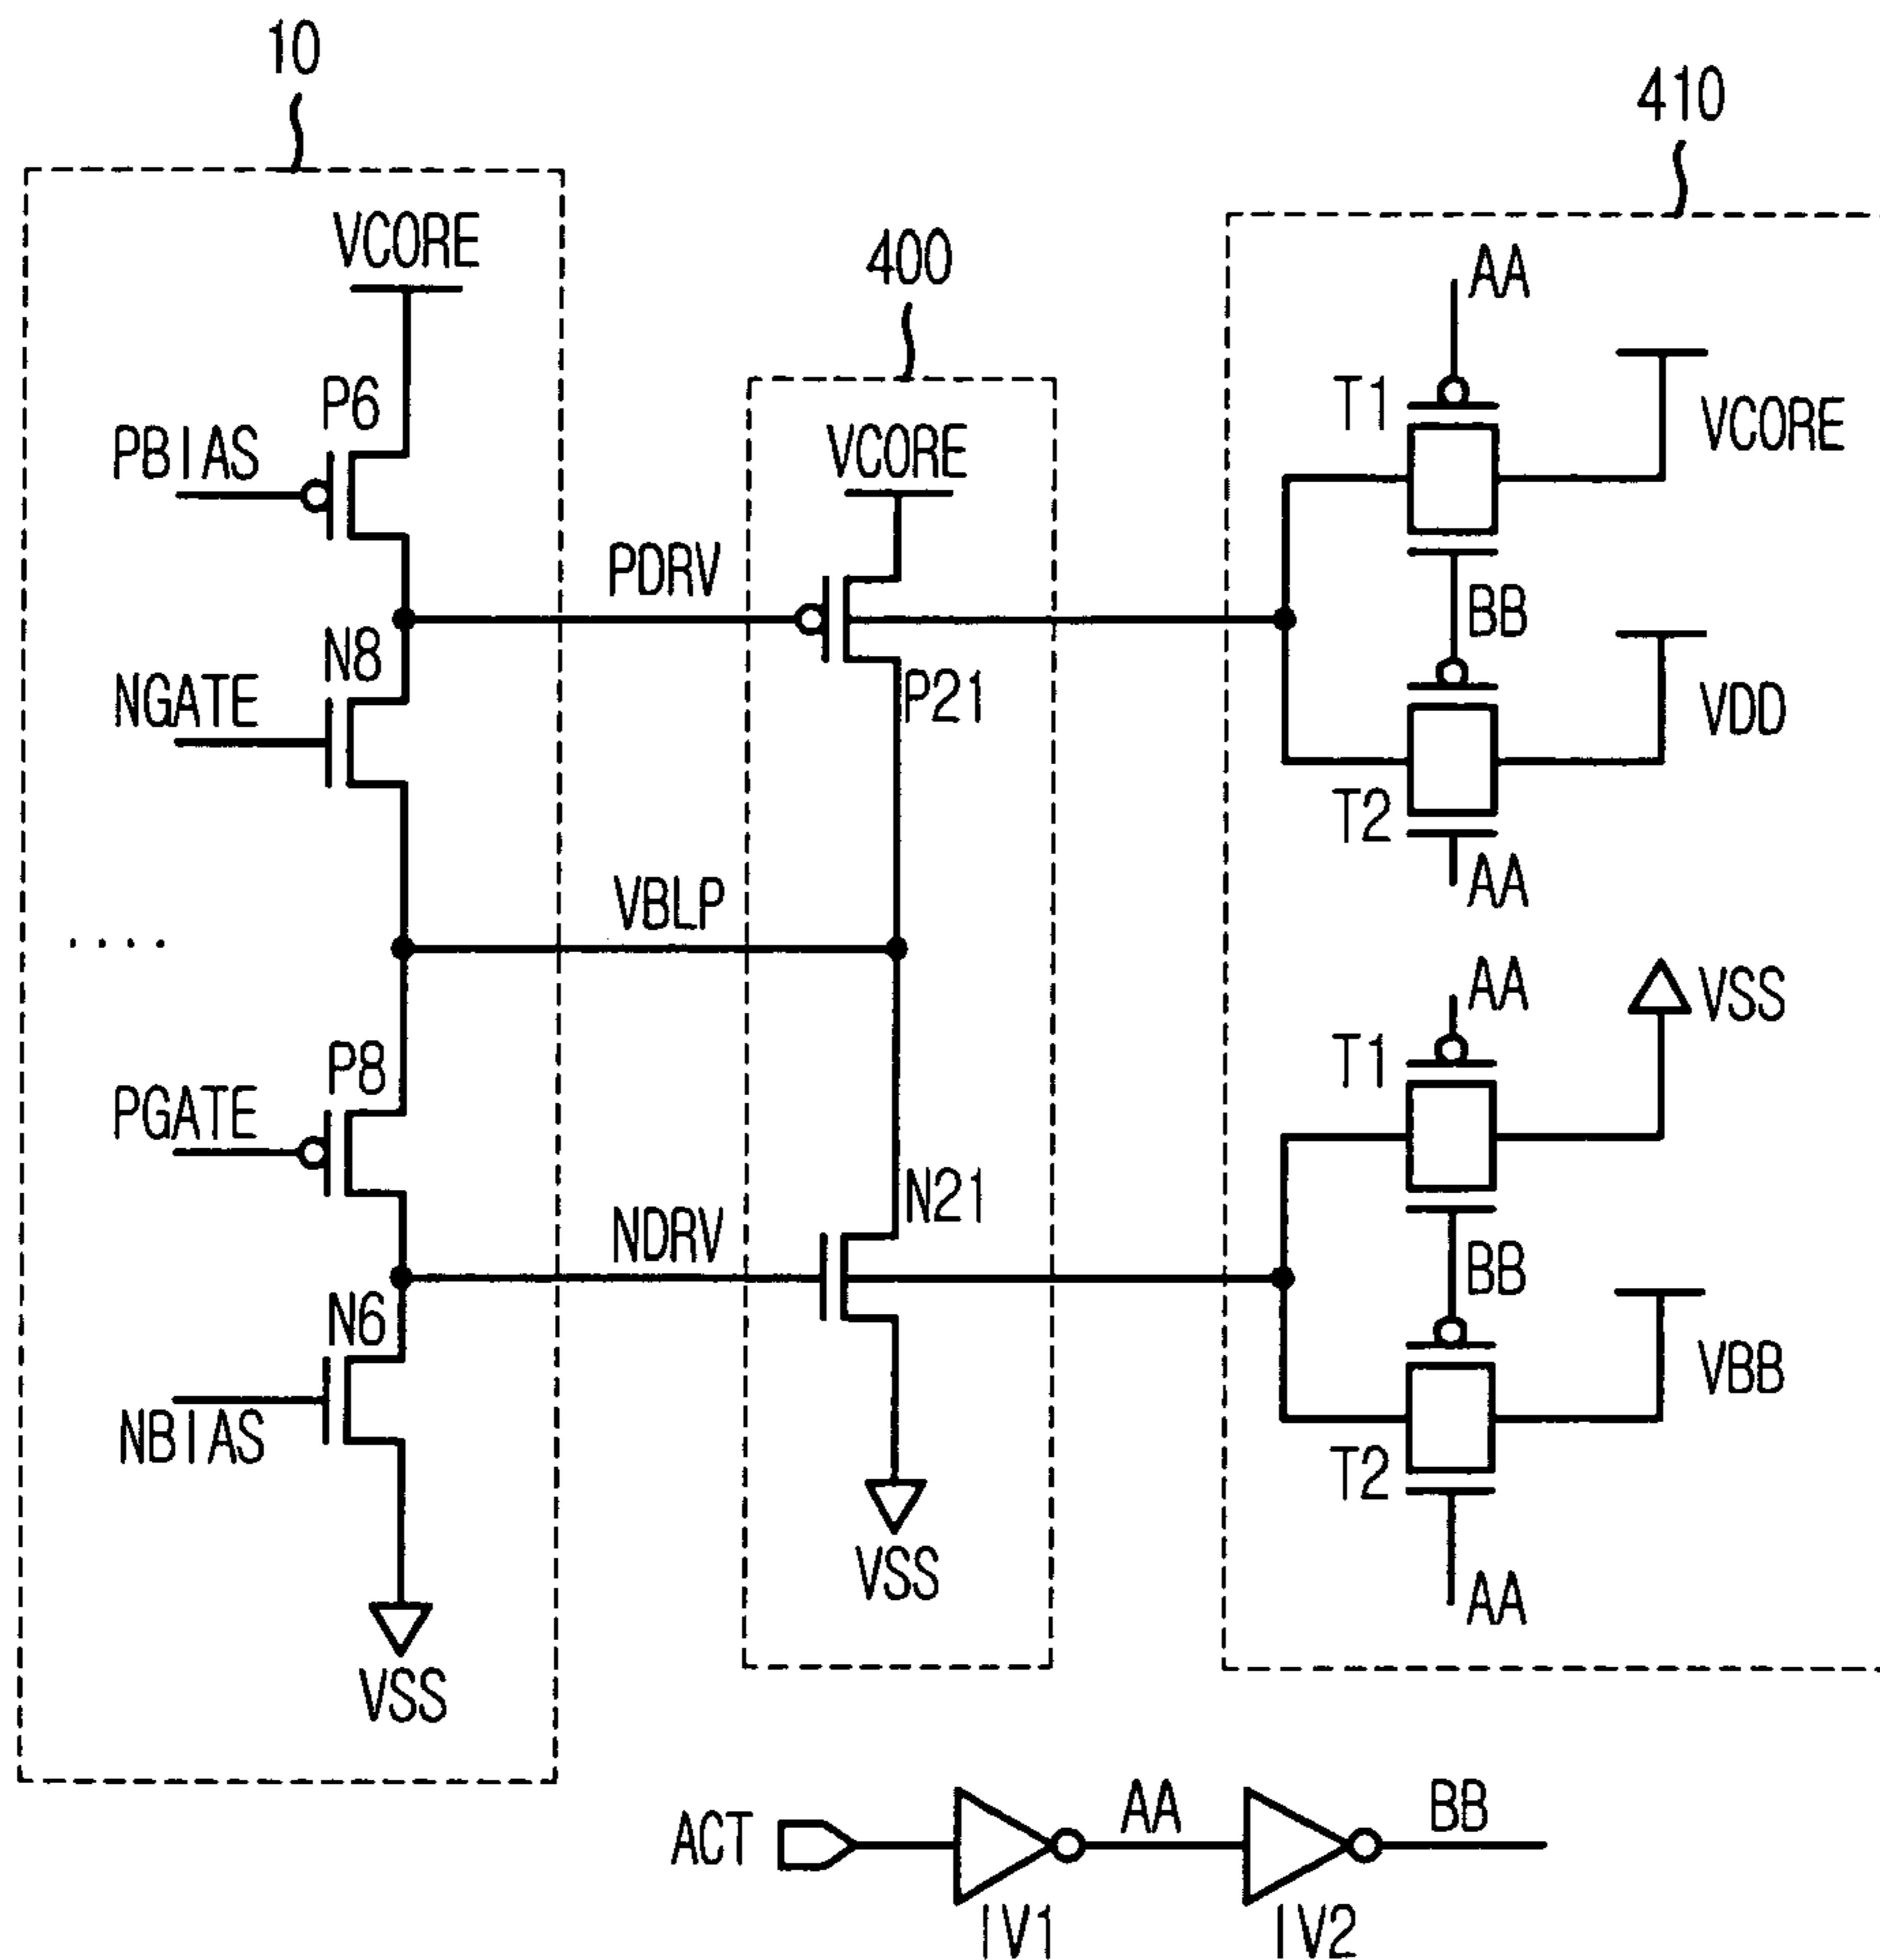 10
410
VCORE
400
AA
P6
T1
VCORE
PBIAS
VCORE
PDRV
BB
N8
NGATE
P21
VDD
T2
AA
VBLP
....
AA
VSS
T1
P8
PGATE
N21
NDRV
BB
N6
VBB
NBIAS
T2
VSS
AA
VSS
ACT
AA
BB
IV1
IV2